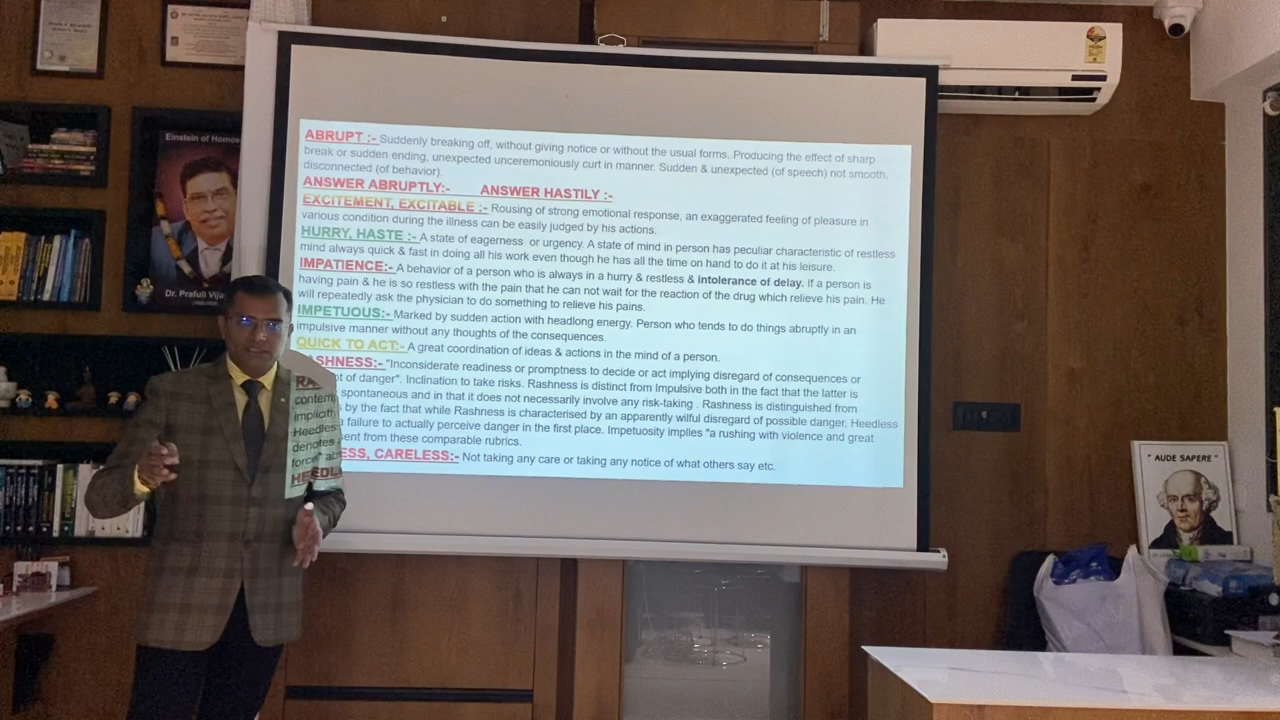 Einstein of Homoe
Dr. Prafull Vija
ABRUPT :- Suddenly breaking off, without giving notice or without the usual forms. Producing the effect of sharp
break or sudden ending, unexpected unceremoniously curt in manner. Sudden & unexpected (of speech) not smooth,
disconnected (of behavior).
ANSWER ABRUPTLY:- ANSWER HASTILY :-
EXCITEMENT, EXCITABLE :- Rousing of strong emotional response, an exaggerated feeling of pleasure in
various condition during the illness can be easily judged by his actions.
HURRY, HASTE :- A state of eagerness or urgency. A state of mind in person has peculiar characteristic of restless
mind always quick & fast in doing all his work even though he has all the time on hand to do it at his leisure.
IMPATIENCE:- A behavior of a person who is always in a hurry & restless & intolerance of delay. If a person is
having pain & he is so restless with the pain that he can not wait for the reaction of the drug which relieve his pain. He
will repeatedly ask the physician to do something to relieve his pains.
IMPETUOUS:- Marked by sudden action with headlong energy. Person who tends to do things abruptly in an
impulsive manner without any thoughts of the consequences.
QUICK TO ACT:- A great coordination of ideas & actions in the mind of a person.
RASHNESS:- "Inconsiderate readiness or promptness to decide or act implying disregard of consequences or
contempt of danger". Inclination to take risks. Rashness is distinct from Impulsive both in the fact that the latter is
implicitly spontaneous and in that it does not necessarily involve any risk-taking . Rashness is distinguished from
Heedless by the fact that while Rashness is characterised by an apparently wilful disregard of possible danger, Heedless
denotes a failure to actually perceive danger in the first place. Impetuosity implies "a rushing with violence and great
force" absent from these comparable rubrics.
HEEDLESS, CARELESS:- Not taking any care or taking any notice of what others say etc.
" AUDE SAPERE "